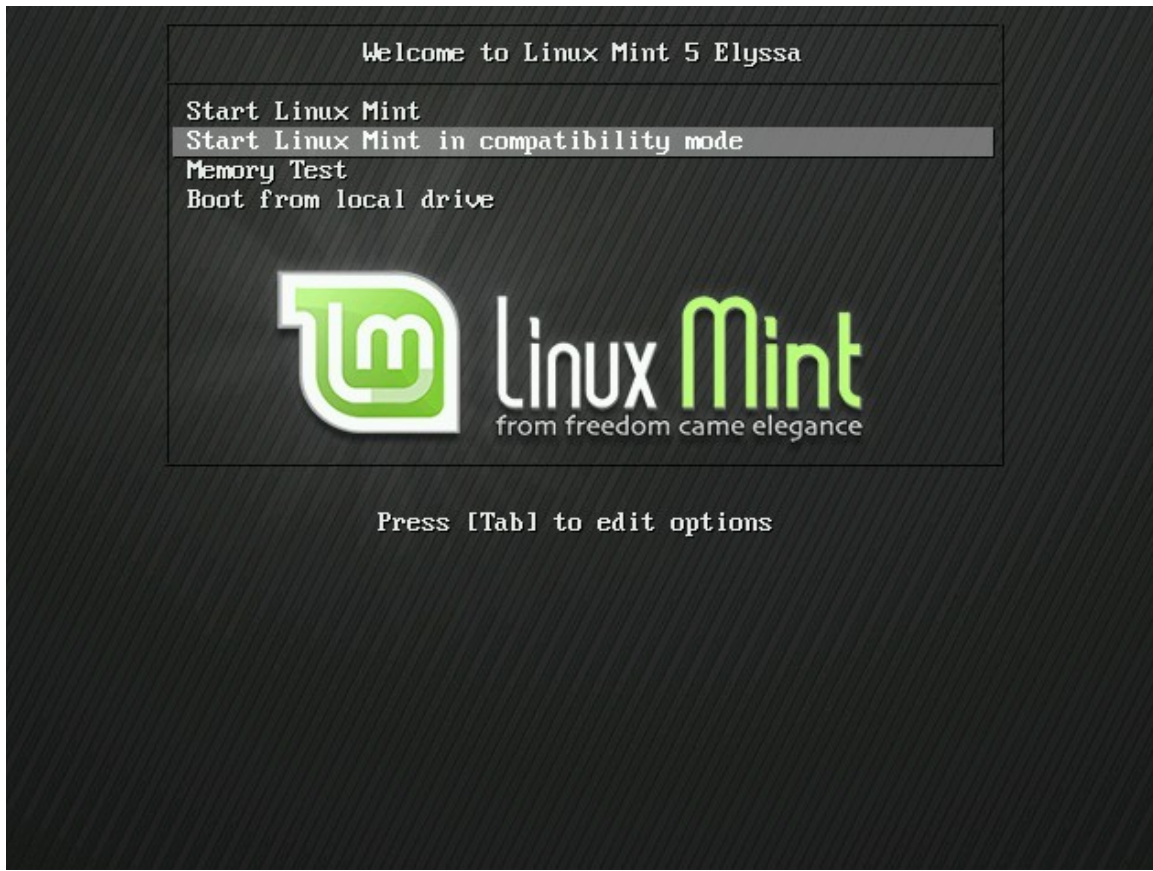 Welcome to Linux Mint 5 Elyssa
Start Linux Mint
Start Linux Mint in compatibility mode
Memory Test
Boot from local drive
lm Linux Mint
from freedom came elegance
Press [Tab] to edit options